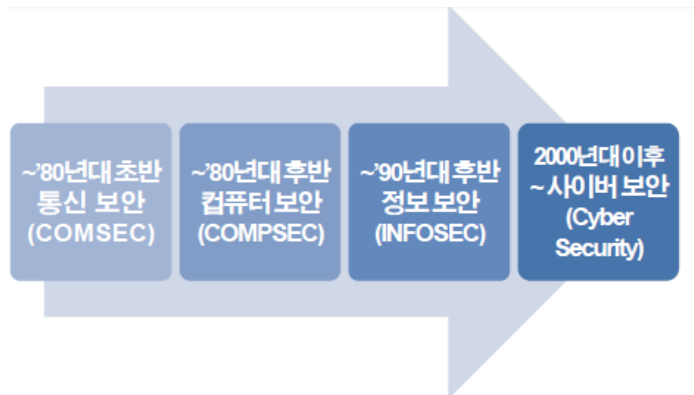 ~'80년대 초반
통신 보안
(COMSEC)
~'80년대 후반
컴퓨터 보안
(COMPSEC)
~'90년대 후반
정보 보안
(INFOSEC)
2000년대 이후
~ 사이버 보안
(Cyber
Security)